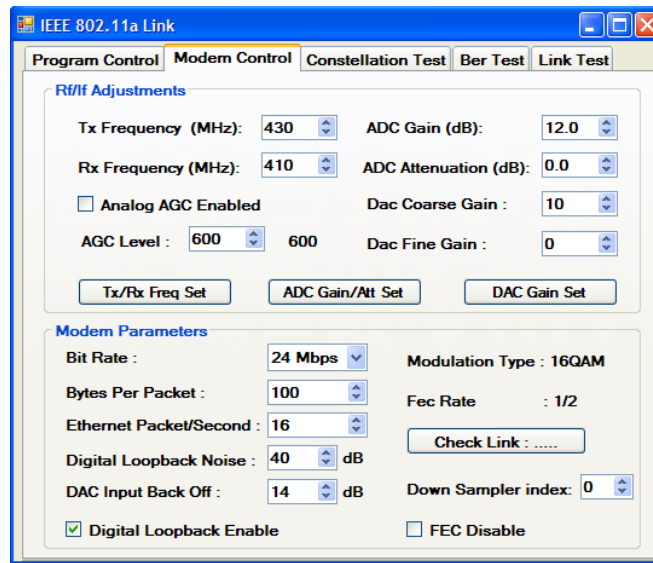 IEEE 802.11a Link
Program Control Modem Control Constellation Test Ber Test Link Test
Rf/If Adjustments
Tx Frequency (MHz): 430 ADC Gain (dB): 12.0
Rx Frequency (MHz): 410 ADC Attenuation (dB): 0.0
Analog AGC Enabled Dac Coarse Gain : 10
AGC Level : 600 600 Dac Fine Gain : 0
Tx/Rx Freq Set ADC Gain/Att Set DAC Gain Set
Modem Parameters
Bit Rate : 24 Mbps Modulation Type : 16QAM
Bytes Per Packet : 100 Fec Rate : 1/2
Ethernet Packet/Second : 16
Check Link : .....
Digital Loopback Noise : 40 dB
DAC Input Back Off : 14 dB Down Sampler index: 0
Digital Loopback Enable FEC Disable